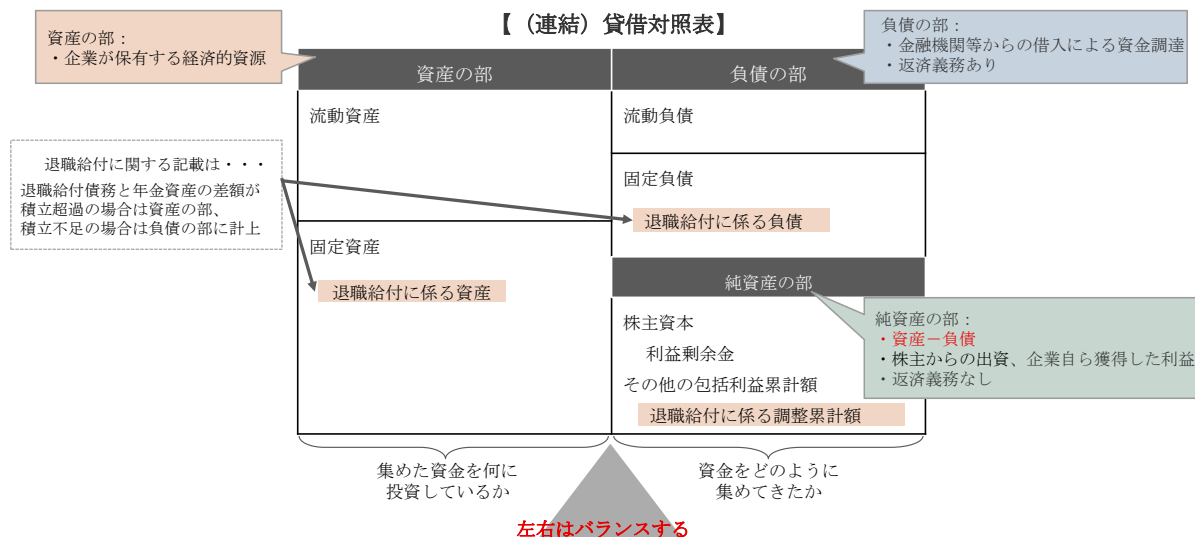 【（連結）貸借対照表】
資産の部：
・企業が保有する経済的資源
負債の部：
・金融機関等からの借入による資金調達
・返済義務あり
資産の部
負債の部
流動資産
流動負債
退職給付に関する記載は・・・
退職給付債務と年金資産の差額が
積立超過の場合は資産の部、
積立不足の場合は負債の部に計上
固定負債
退職給付に係る負債
固定資産
退職給付に係る資産
純資産の部
純資産の部：
・資産－負債
・株主からの出資、企業自ら獲得した利益
・返済義務なし
株主資本
利益剰余金
その他の包括利益累計額
退職給付に係る調整累計額
集めた資金を何に
投資しているか
資金をどのように
集めてきたか
左右はバランスする